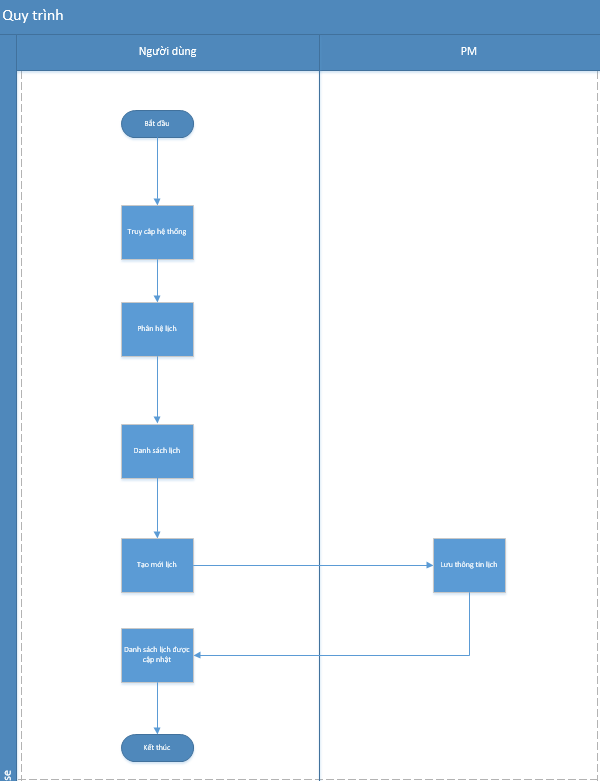 Quy trình
Người dùng
PM
Bắt đầu
Truy cập hệ thống
Phân hệ lịch
Danh sách lịch
Tạo mới lịch
Lưu thông tin lịch
Danh sách lịch được
cập nhật
Kết thúc
se